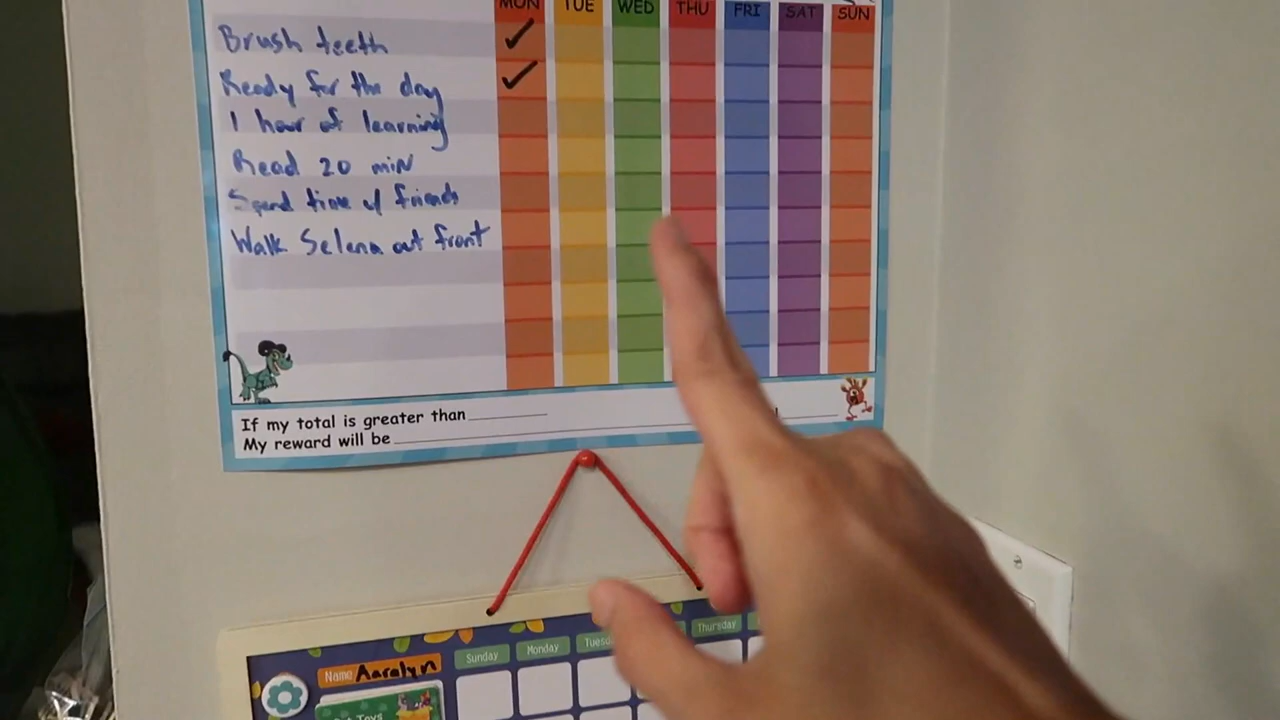 MON TUE WED THU FRI SAT SUN
Brush teeth
Ready for the day
1 hour of learning
Read 20 min
Spend time w/ friends
Walk Selena out front
If my total is greater than
My reward will be
Name Aaralyn
Sunday Monday Thursday
Toys